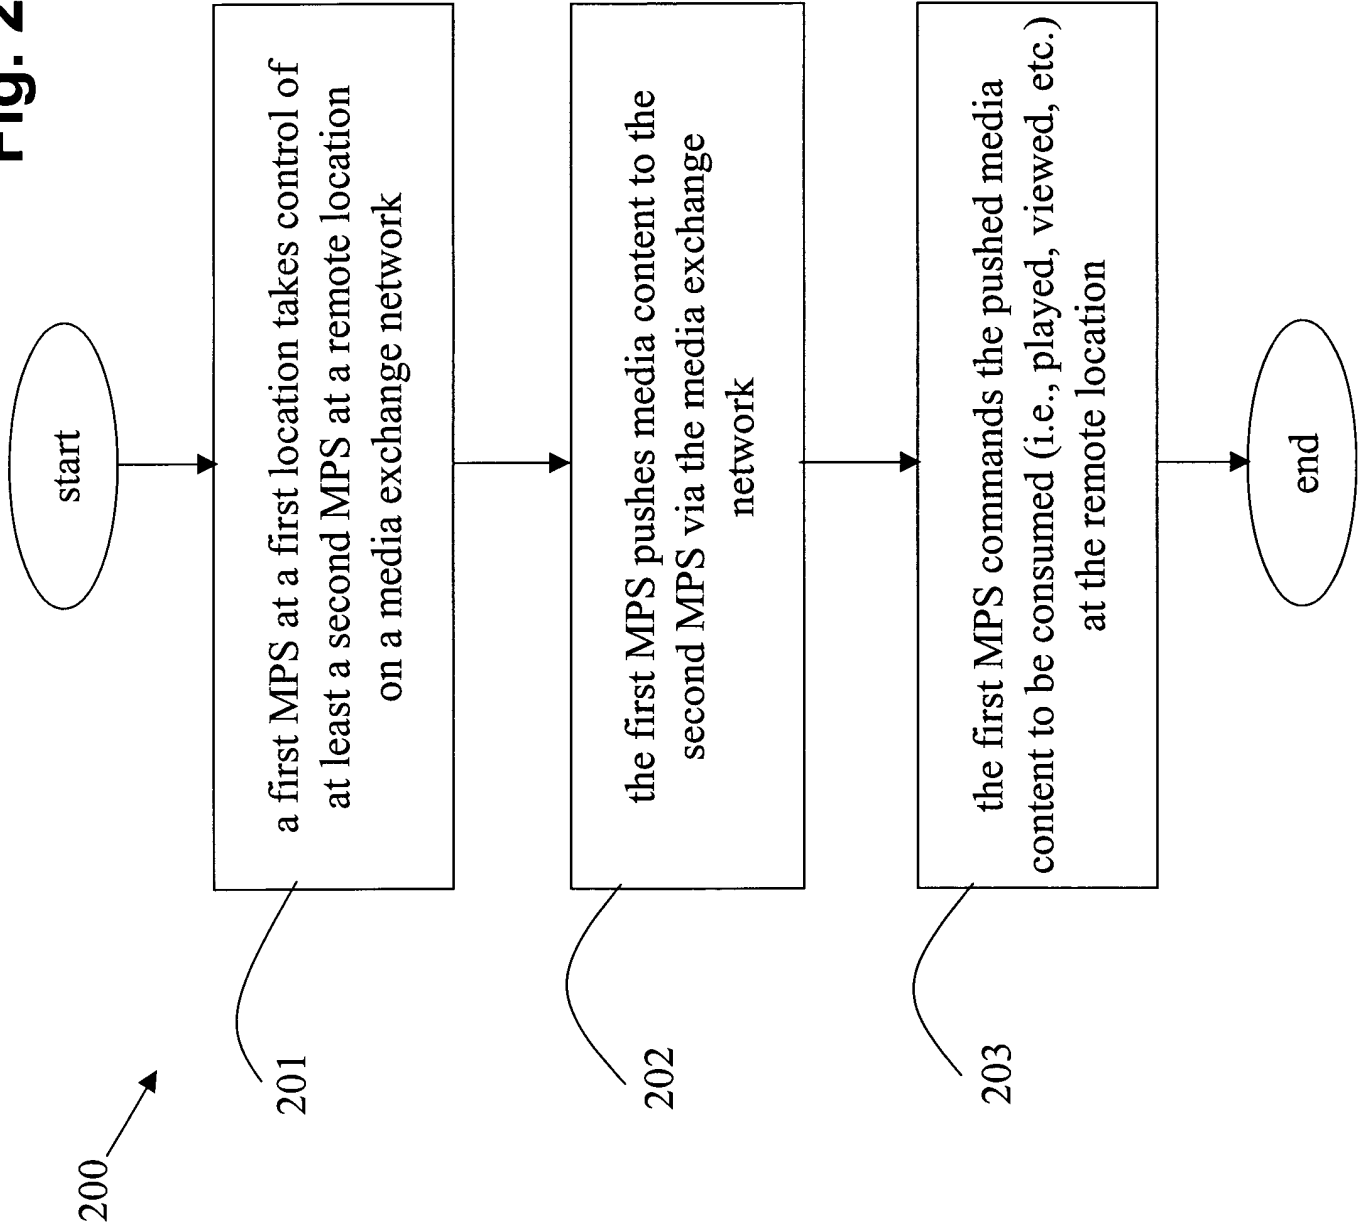 Fig. 2
200
start
201
a first MPS at a first location takes control of
at least a second MPS at a remote location
on a media exchange network
202
the first MPS pushes media content to the
second MPS via the media exchange
network
203
the first MPS commands the pushed media
content to be consumed (i.e., played, viewed, etc.)
at the remote location
end